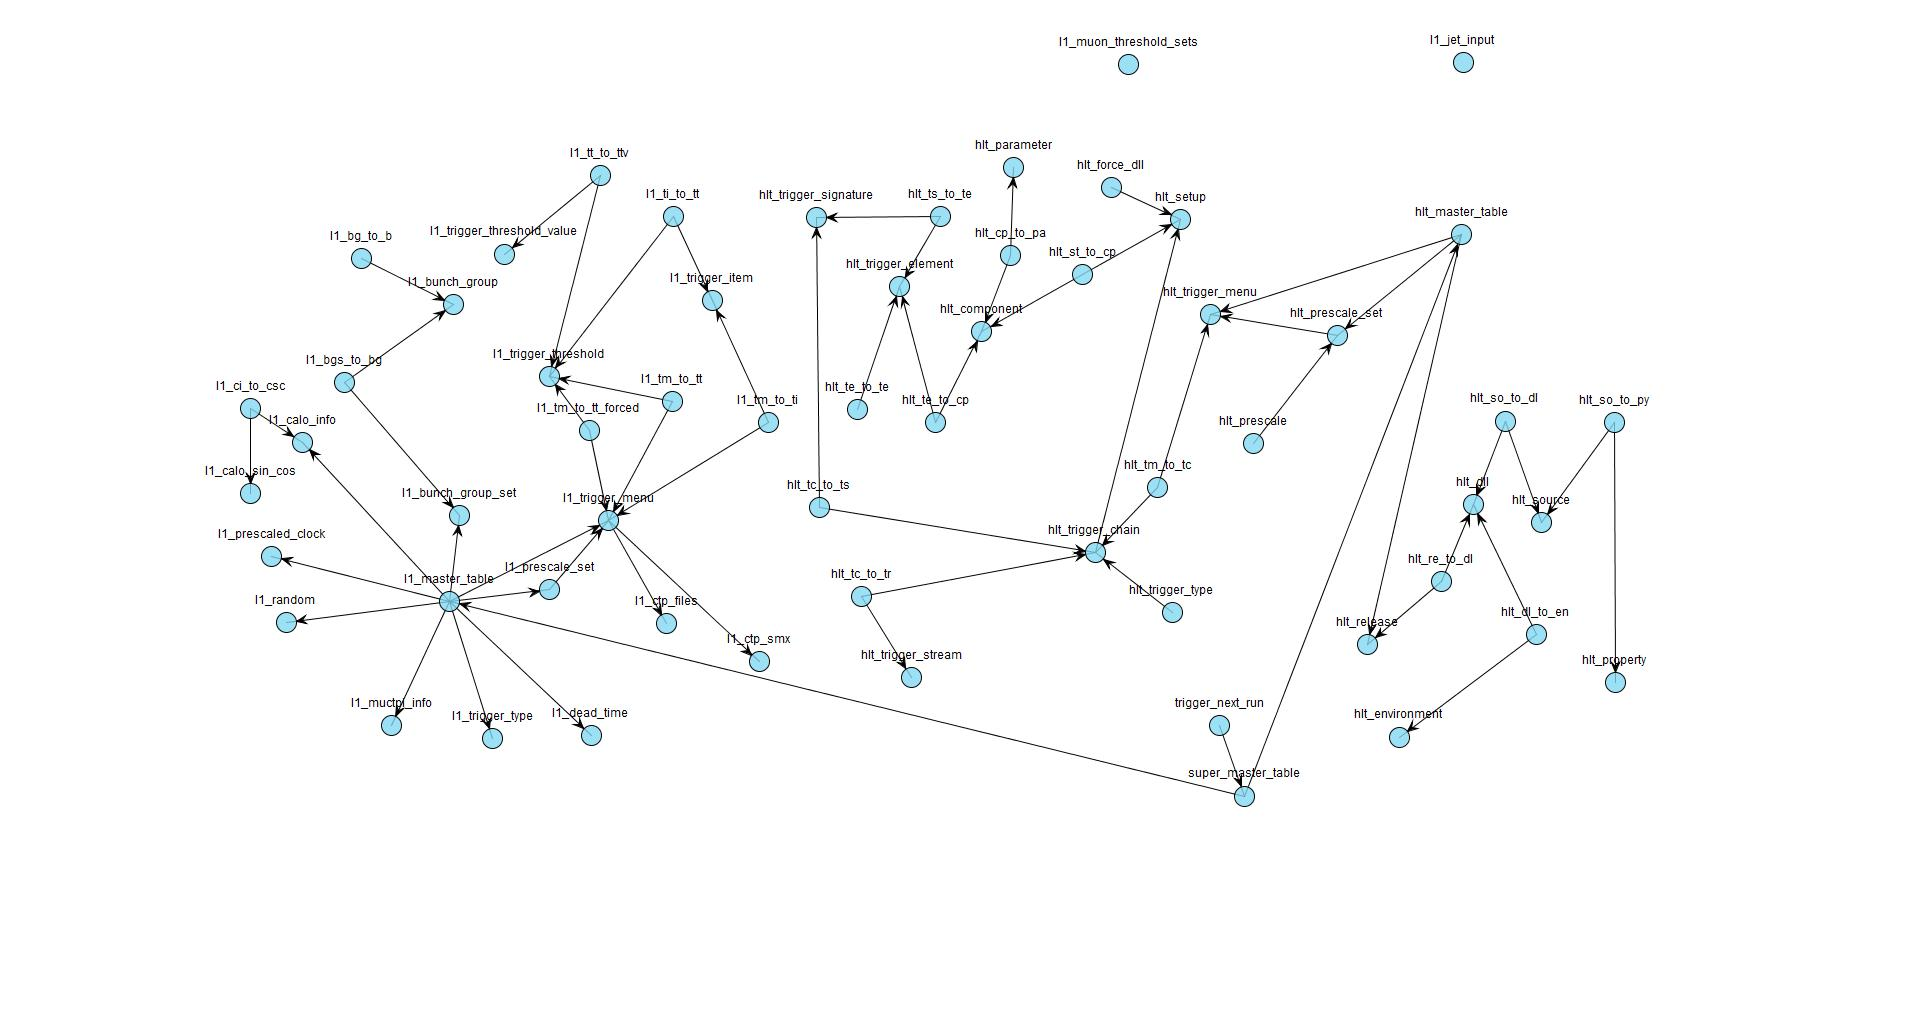 l1_muon_threshold_sets
l1_jet_input
l1_tt_to_ttv
hlt_parameter
hlt_force_dll
l1_ti_to_tt
hlt_trigger_signature
hlt_ts_to_te
hlt_setup
hlt_master_table
l1_bg_to_b
l1_trigger_threshold_value
hlt_cp_to_pa
hlt_st_to_cp
hlt_trigger_element
l1_bunch_group
l1_trigger_item
hlt_trigger_menu
hlt_component
hlt_prescale_set
l1_bgs_to_bg
l1_trigger_threshold
l1_ci_to_csc
l1_tm_to_tt
hlt_te_to_te
l1_tm_to_tt_forced
l1_tm_to_ti
hlt_te_to_cp
hlt_so_to_dl
hlt_so_to_py
l1_calo_info
hlt_prescale
l1_calo_sin_cos
hlt_tm_to_tc
hlt_tc_to_ts
hlt_dll
l1_bunch_group_set
l1_trigger_menu
hlt_source
l1_prescaled_clock
hlt_trigger_chain
hlt_re_to_dl
l1_master_table
l1_prescale_set
hlt_tc_to_tr
hlt_trigger_type
l1_random
l1_ctp_files
hlt_dl_to_en
hlt_release
l1_ctp_smx
hlt_trigger_stream
hlt_property
l1_muctpi_info
l1_trigger_type
l1_dead_time
trigger_next_run
hlt_environment
super_master_table